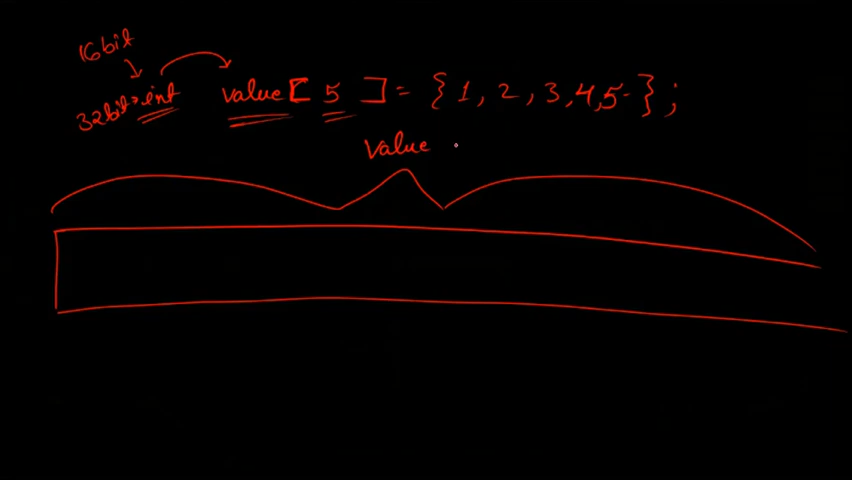 16bit
32bit→int value[ 5 ] = {1, 2, 3, 4, 5};
value